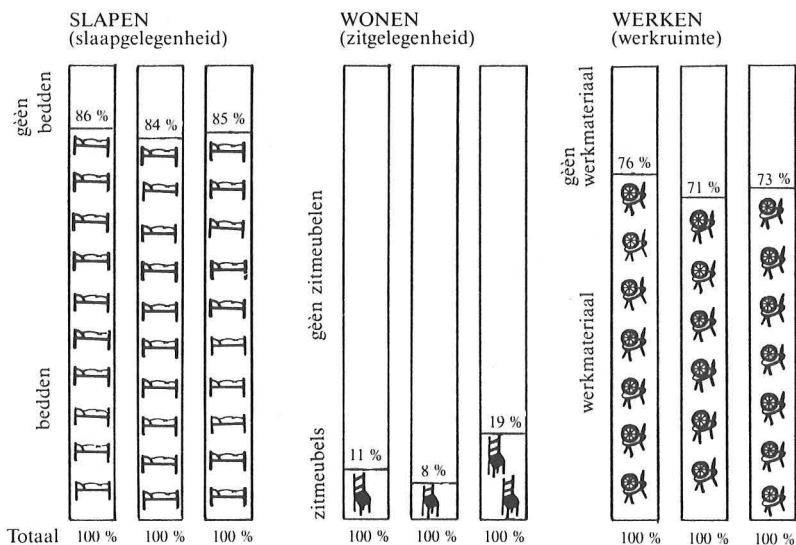 SLAPEN
(slaapgelegenheid)
gèèn
bedden
bedden
86 %
84 %
85 %
WONEN
(zitgelegenheid)
gèèn zitmeubelen
zitmeubels
11 %
8 %
19 %
WERKEN
(werkruimte)
gèèn
werkmateriaal
werkmateriaal
76 %
71 %
73 %
Totaal 100 % 100 % 100 % 100 % 100 % 100 % 100 % 100 % 100 %